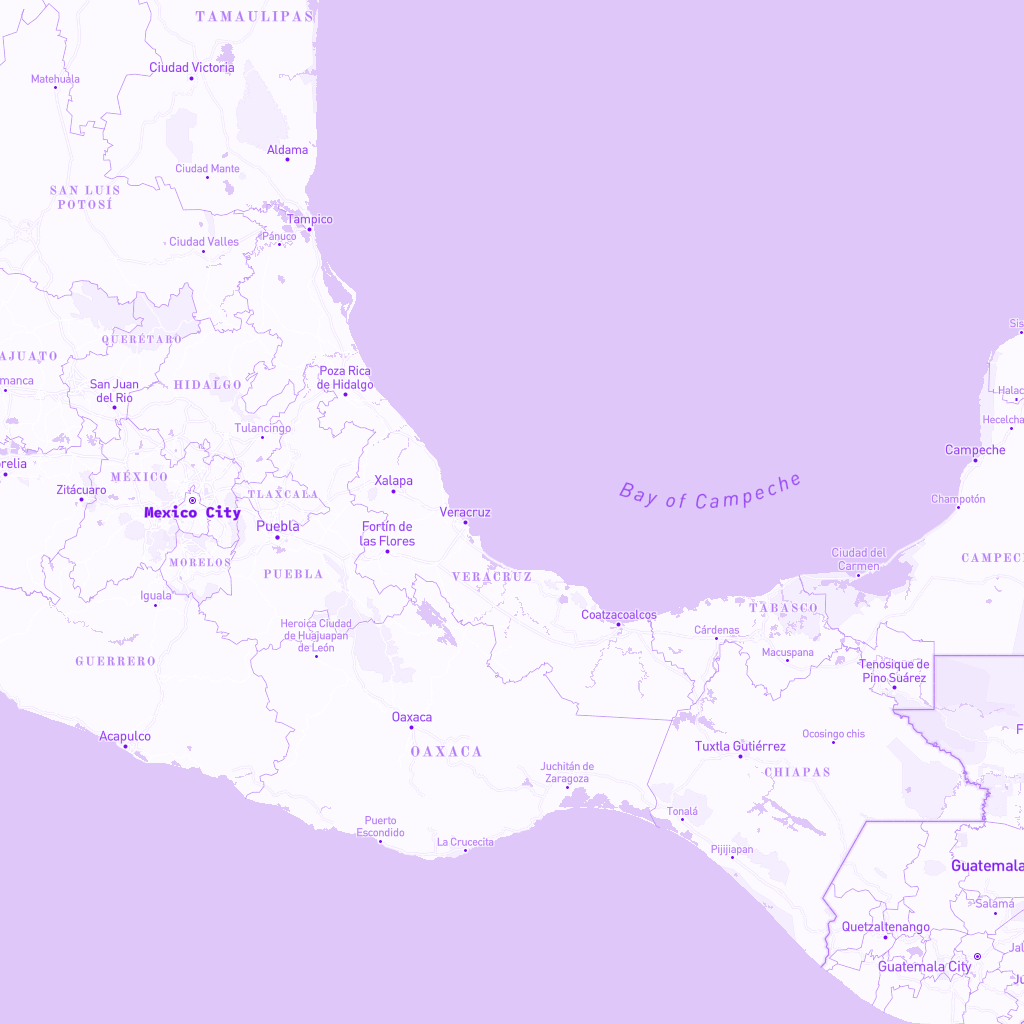 TAMAULIPAS
Ciudad Victoria
Matehuala
Aldama
Ciudad Mante
SAN LUIS
POTOSÍ
Tampico
Pánuco
Ciudad Valles
Sis
QUERÉTARO
AJUATO
Poza Rica
de Hidalgo
manca
San Juan
del Rio
HIDALGO
Halac
Hecelcha
Tulancingo
Campeche
relia
MÉXICO
Xalapa
Bay of Campeche
Zitácuaro
TLAXCALA
Champotón
Mexico City
Veracruz
Puebla
Fortín de
las Flores
Ciudad del
Carmen
CAMPEC
MORELOS
PUEBLA
VERACRUZ
Iguala
TABASCO
Coatzacoalcos
Heroica Ciudad
de Huajuapan
de León
Cárdenas
Macuspana
GUERRERO
Tenosique de
Pino Suárez
Oaxaca
Acapulco
F
Ocosingo chis
OAXACA
Tuxtla Gutiérrez
Juchitán de
Zaragoza
CHIAPAS
Tonalá
Puerto
Escondido
La Crucecita
Pijijiapan
Guatemala
Salamá
Quetzaltenango
Jal
Guatemala City
Ju